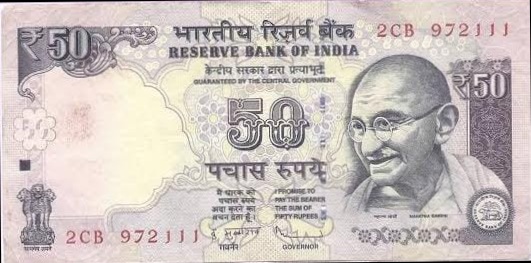 ₹50 भारतीय रिज़र्व बैंक 2CB 972111
RESERVE BANK OF INDIA
केन्द्रीय सरकार द्वारा प्रत्याभूत
GUARANTEED BY THE CENTRAL GOVERNMENT
₹50
50
पचास रुपये
मैं धारक को
पचास रुपये
अदा करने का
वचन देता हूँ।
I PROMISE TO
PAY THE BEARER
THE SUM OF
FIFTY RUPEES
महात्मा गांधी MAHATMA GANDHI
2CB 972111
गवर्नर GOVERNOR
सत्यमेव जयते